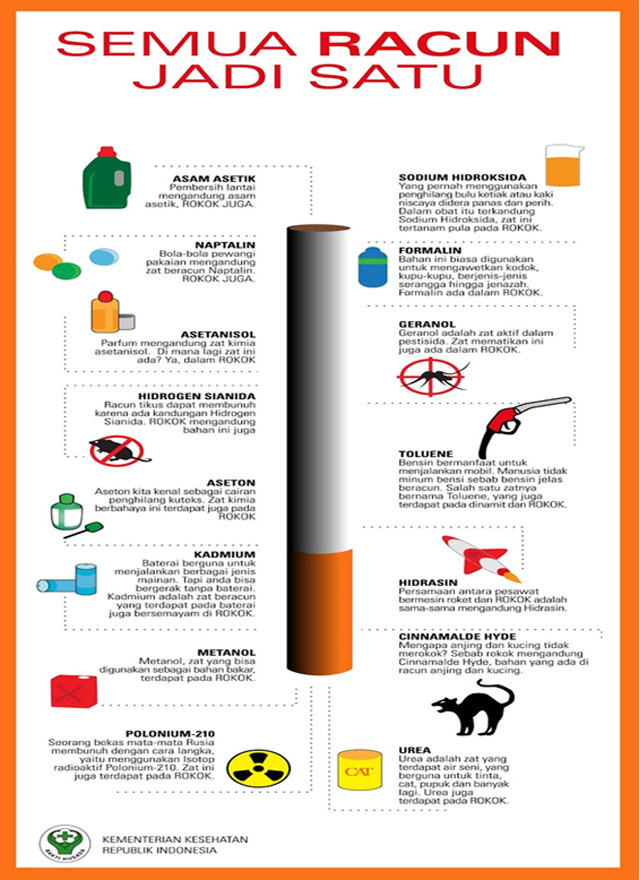 SEMUA RACUN
JADI SATU
ASAM ASETIK
Pembersih lantai
mengandung asam
asetik, ROKOK JUGA.
NAPTALIN
Bola-bola pewangi
pakaian mengandung
zat beracun Naptalin.
ROKOK JUGA.
ASETANISOL
Parfum mengandung zat kimia
asetanisol. Di mana lagi zat ini
ada? Ya, dalam ROKOK
HIDROGEN SIANIDA
Racun tikus dapat membunuh
karena ada kandungan Hidrogen
Sianida. ROKOK mengandung
bahan ini juga
ASETON
Aseton kita kenal sebagai cairan
penghilang kuteks. Zat kimia
berbahaya ini terdapat juga pada
ROKOK
KADMIUM
Baterai berguna untuk
menjalankan berbagai jenis
mainan. Tapi anda bisa
bergerak tanpa baterai.
Kadmium adalah zat beracun
yang terdapat pada baterai
juga bersemayam di ROKOK.
METANOL
Metanol, zat yang bisa
digunakan sebagai bahan bakar,
terdapat pada ROKOK.
POLONIUM-210
Seorang bekas mata-mata Rusia
membunuh dengan cara langka,
yaitu menggunakan Isotop
radioaktif Polonium-210. Zat ini
juga terdapat pada ROKOK.
SODIUM HIDROKSIDA
Yang pernah menggunakan
penghilang bulu ketiak atau kaki
niscaya didera panas dan perih.
Dalam obat itu terkandung
Sodium Hidroksida, zat ini
tertanam pula pada ROKOK.
FORMALIN
Bahan ini biasa digunakan
untuk mengawetkan kodok,
kupu-kupu, berjenis-jenis
serangga hingga jenazah.
Formalin ada dalam ROKOK.
GERANOL
Geranol adalah zat aktif dalam
pestisida. Zat mematikan ini
juga ada dalam ROKOK.
TOLUENE
Bensin bermanfaat untuk
menjalankan mobil. Manusia tidak
minum bensi sebab bensin jelas
beracun. Salah satu zatnya
bernama Toluene, yang juga
terdapat pada dinamit dan ROKOK.
HIDRASIN
Persamaan antara pesawat
bermesin roket dan ROKOK adalah
sama-sama mengandung Hidrasin.
CINNAMALDE HYDE
Mengapa anjing dan kucing tidak
merokok? Sebab rokok mengandung
Cinnamalde Hyde, bahan yang ada di
racun anjing dan kucing.
UREA
Urea adalah zat yang
terdapat air seni, yang
berguna untuk tinta,
cat, pupuk dan banyak
lagi. Urea juga
terdapat pada ROKOK.
CAT
BAKTI HUSADA
KEMENTERIAN KESEHATAN
REPUBLIK INDONESIA